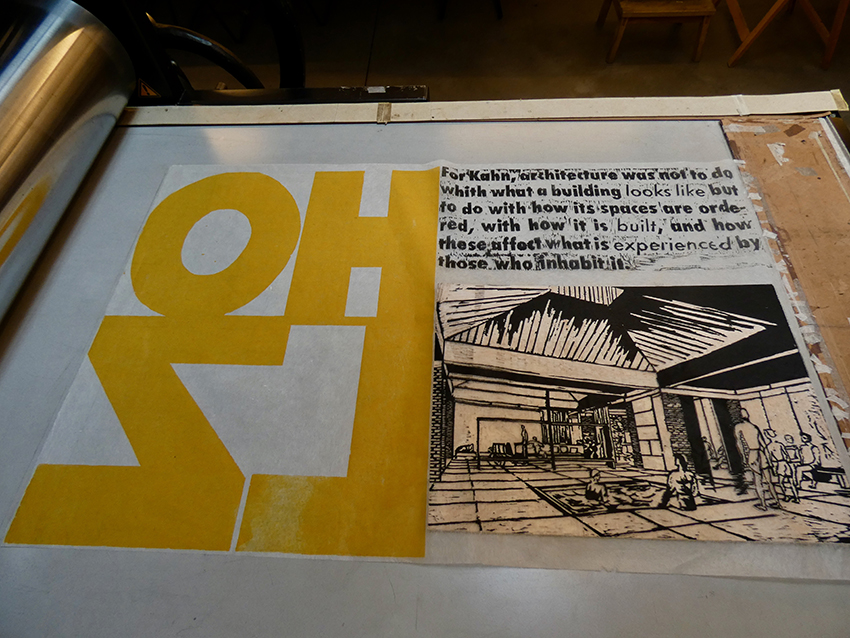 OH
Z
For Kahn, architecture was not to do
whith what a building looks like but
to do with how its spaces are orde-
red, with how it is built, and how
these affect what is experienced by
those who inhabit it.